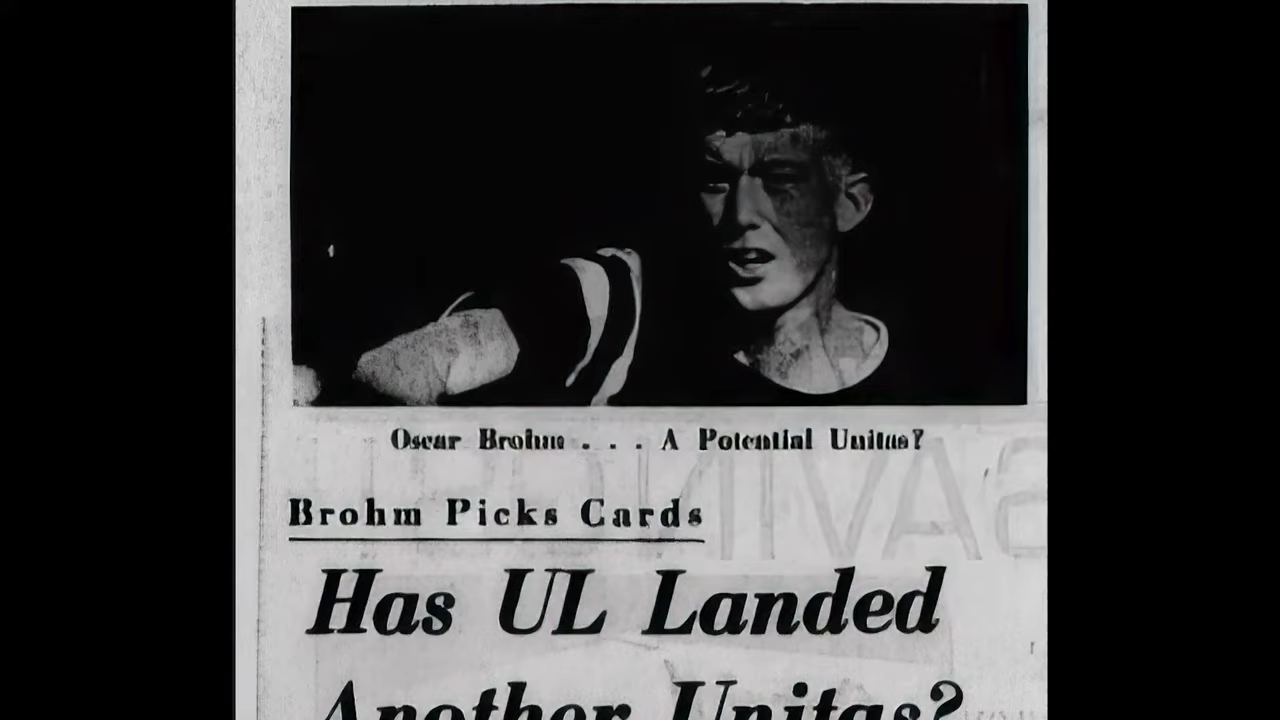 Oscar Brohm . . . A Potential Unitas?
Brohm Picks Cards
Has UL Landed
Another Unitas?